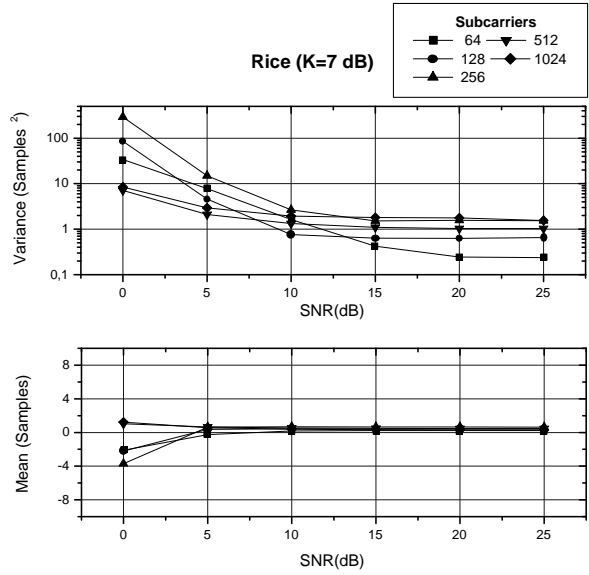 Subcarriers
64 512
128 1024
256
Rice (K=7 dB)
Variance (Samples ²)
100
10
1
0,1
0 5 10 15 20 25
SNR(dB)
Mean (Samples)
8
4
0
-4
-8
0 5 10 15 20 25
SNR(dB)